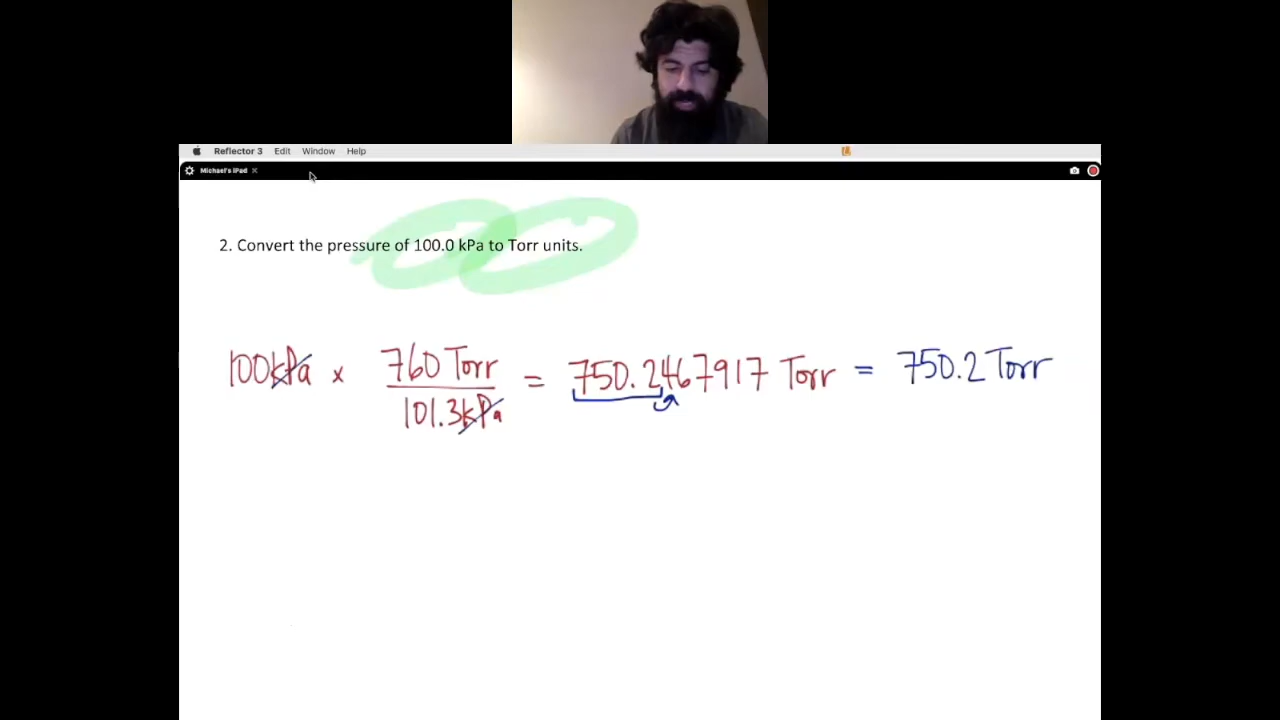 Reflector 3 Edit Window Help
Michael's iPad
2. Convert the pressure of 100.0 kPa to Torr units.
100kPa × 760 Torr / 101.3kPa = 750.2467917 Torr = 750.2 Torr